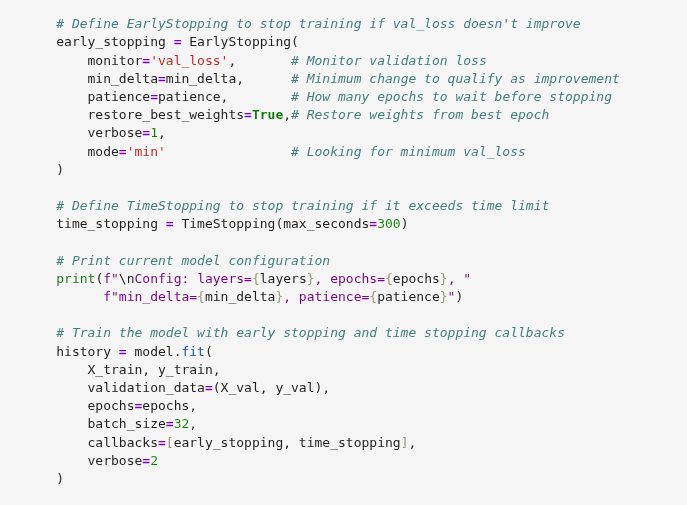 # Define EarlyStopping to stop training if val_loss doesn't improve
early_stopping = EarlyStopping(
    monitor='val_loss',       # Monitor validation loss
    min_delta=min_delta,      # Minimum change to qualify as improvement
    patience=patience,        # How many epochs to wait before stopping
    restore_best_weights=True,# Restore weights from best epoch
    verbose=1,
    mode='min'                # Looking for minimum val_loss
)

# Define TimeStopping to stop training if it exceeds time limit
time_stopping = TimeStopping(max_seconds=300)

# Print current model configuration
print(f"\nConfig: layers={layers}, epochs={epochs}, "
      f"min_delta={min_delta}, patience={patience}")

# Train the model with early stopping and time stopping callbacks
history = model.fit(
    X_train, y_train,
    validation_data=(X_val, y_val),
    epochs=epochs,
    batch_size=32,
    callbacks=[early_stopping, time_stopping],
    verbose=2
)